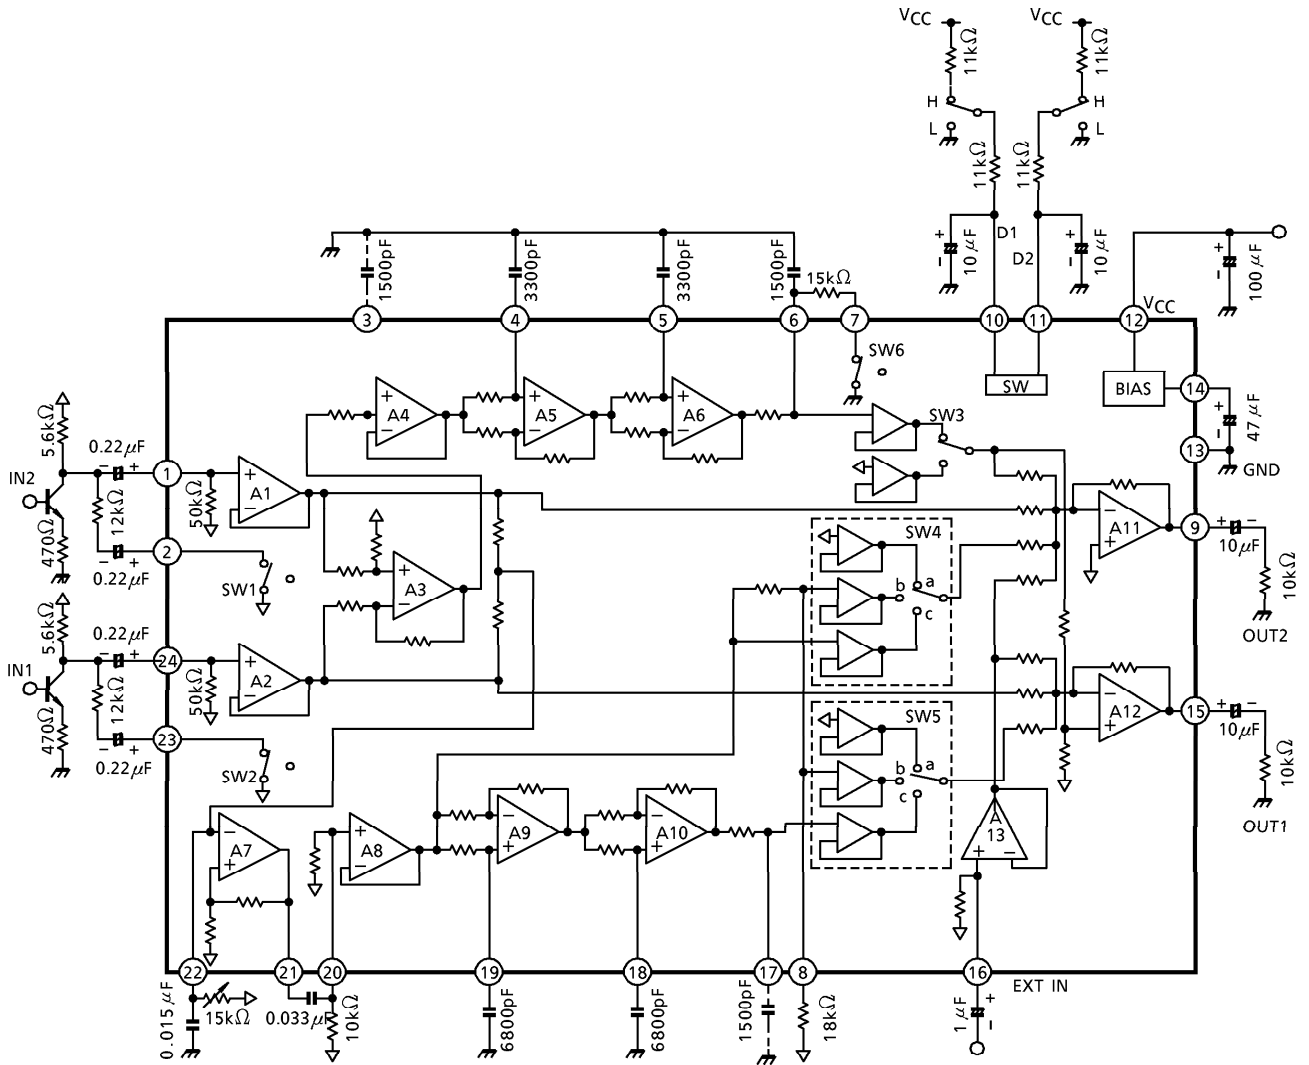 VCC
VCC
11kΩ
11kΩ
H
H
L
L
11kΩ
11kΩ
1500pF
3300pF
3300pF
1500pF
15kΩ
+
-
10μF
D1
D2
+
-
10μF
+
-
100μF
VCC
3
4
5
6
7
10
11
12
SW6
SW
BIAS
14
+
-
47μF
13
GND
5.6kΩ
0.22μF
- +
IN2
1
50kΩ
+
-
A1
A4
+
-
A5
+
-
A6
+
-
SW3
12kΩ
470Ω
2
- +
0.22μF
SW1
A3
+
-
SW4
b
a
c
A11
-
+
9
+ -
10μF
10kΩ
OUT2
5.6kΩ
0.22μF
- +
IN1
24
50kΩ
+
-
A2
12kΩ
470Ω
23
- +
0.22μF
SW2
SW5
b
a
c
A12
-
+
15
+ -
10μF
10kΩ
OUT1
-
+
A7
+
-
A8
-
+
A9
-
+
A10
A
13
+ -
22
21
20
19
18
17
8
16
EXT IN
0.015μF
15kΩ
0.033μF
10kΩ
6800pF
6800pF
1500pF
18kΩ
1μF
+
-